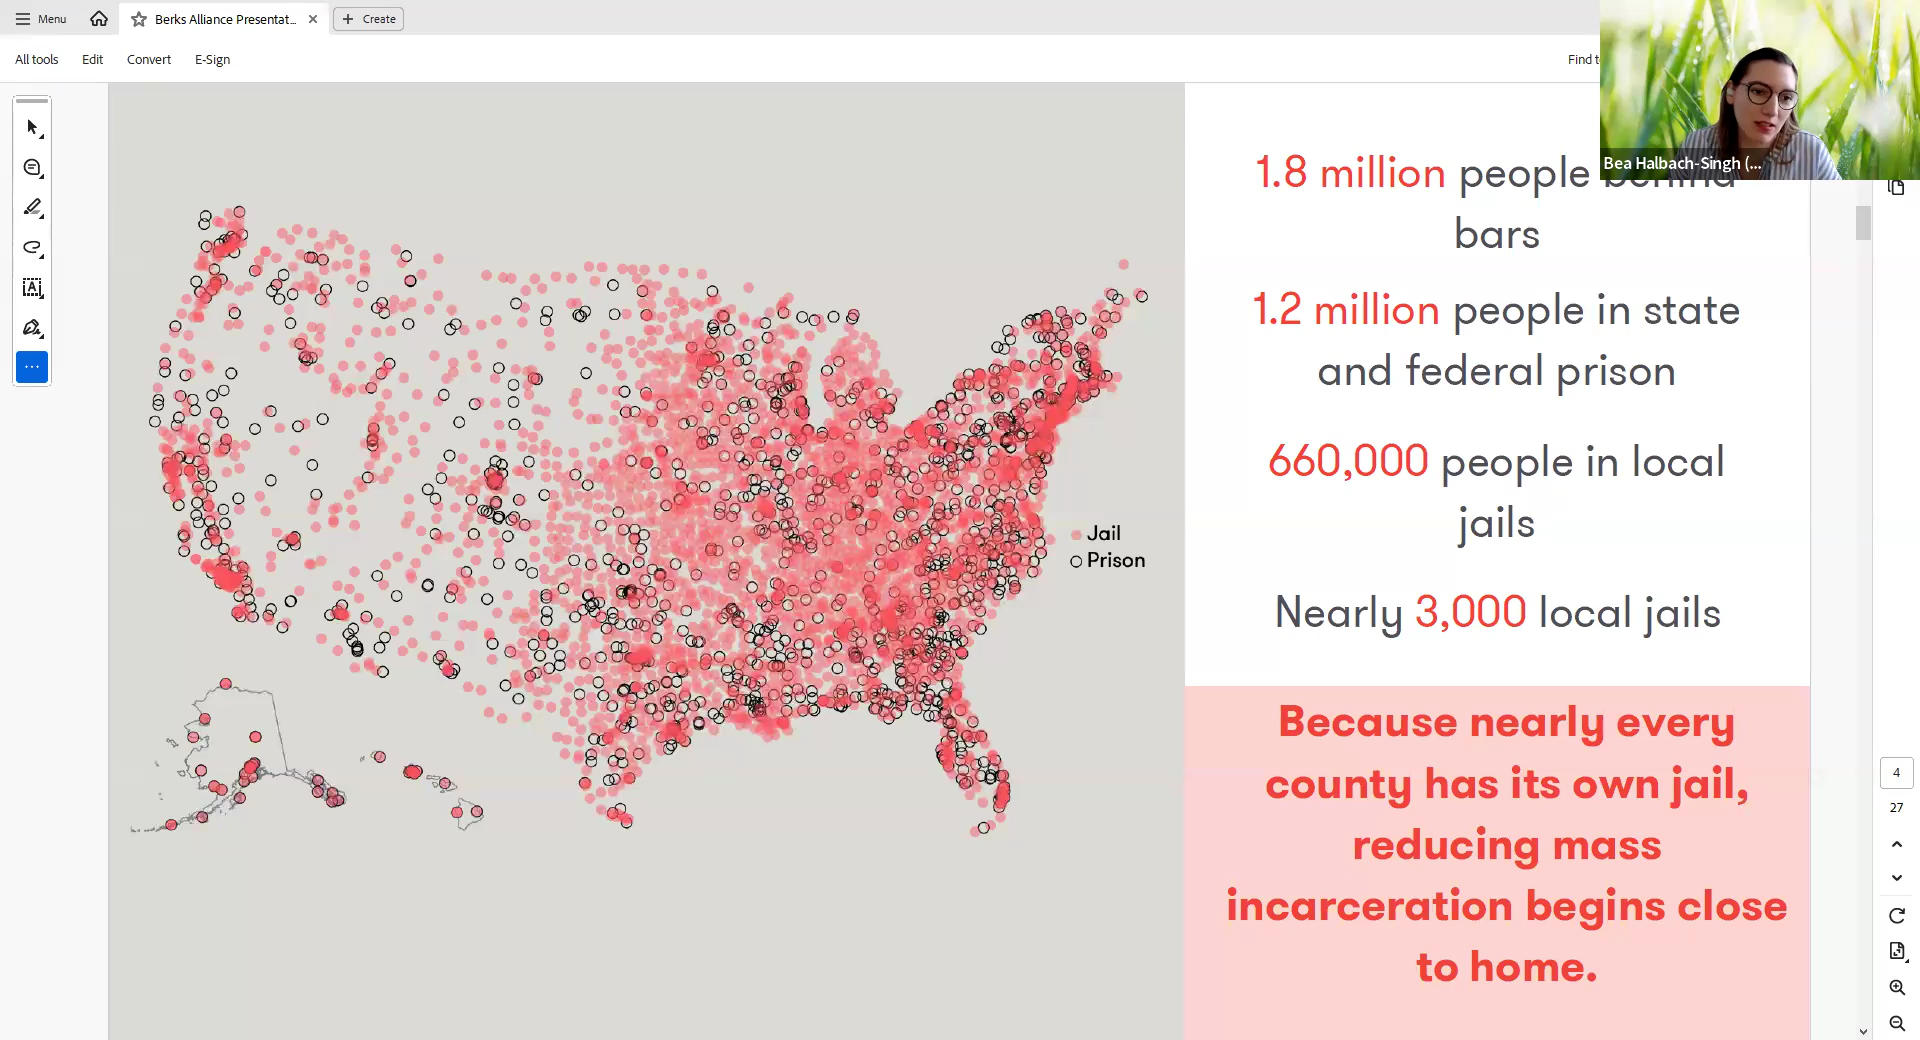 Menu
Berks Alliance Presentat...
Create
All tools
Edit
Convert
E-Sign
Find t
Bea Halbach-Singh (...
1.8 million people behind
bars
1.2 million people in state
and federal prison
660,000 people in local
jails
Nearly 3,000 local jails
Jail
Prison
Because nearly every
county has its own jail,
reducing mass
incarceration begins close
to home.
4
27